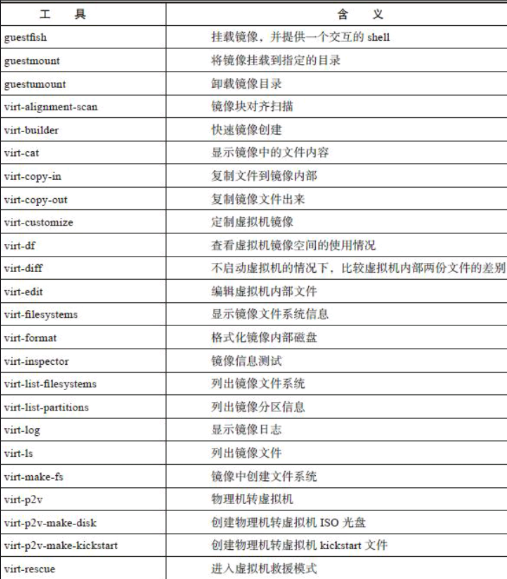 工 具 含 义
guestfish 挂载镜像，并提供一个交互的 shell
guestmount 将镜像挂载到指定的目录
guestumount 卸载镜像目录
virt-alignment-scan 镜像块对齐扫描
virt-builder 快速镜像创建
virt-cat 显示镜像中的文件内容
virt-copy-in 复制文件到镜像内部
virt-copy-out 复制镜像文件出来
virt-customize 定制虚拟机镜像
virt-df 查看虚拟机镜像空间的使用情况
virt-diff 不启动虚拟机的情况下，比较虚拟机内部两份文件的差别
virt-edit 编辑虚拟机内部文件
virt-filesystems 显示镜像文件系统信息
virt-format 格式化镜像内部磁盘
virt-inspector 镜像信息测试
virt-list-filesystems 列出镜像文件系统
virt-list-partitions 列出镜像分区信息
virt-log 显示镜像日志
virt-ls 列出镜像文件
virt-make-fs 镜像中创建文件系统
virt-p2v 物理机转虚拟机
virt-p2v-make-disk 创建物理机转虚拟机 ISO 光盘
virt-p2v-make-kickstart 创建物理机转虚拟机 kickstart 文件
virt-rescue 进入虚拟机救援模式